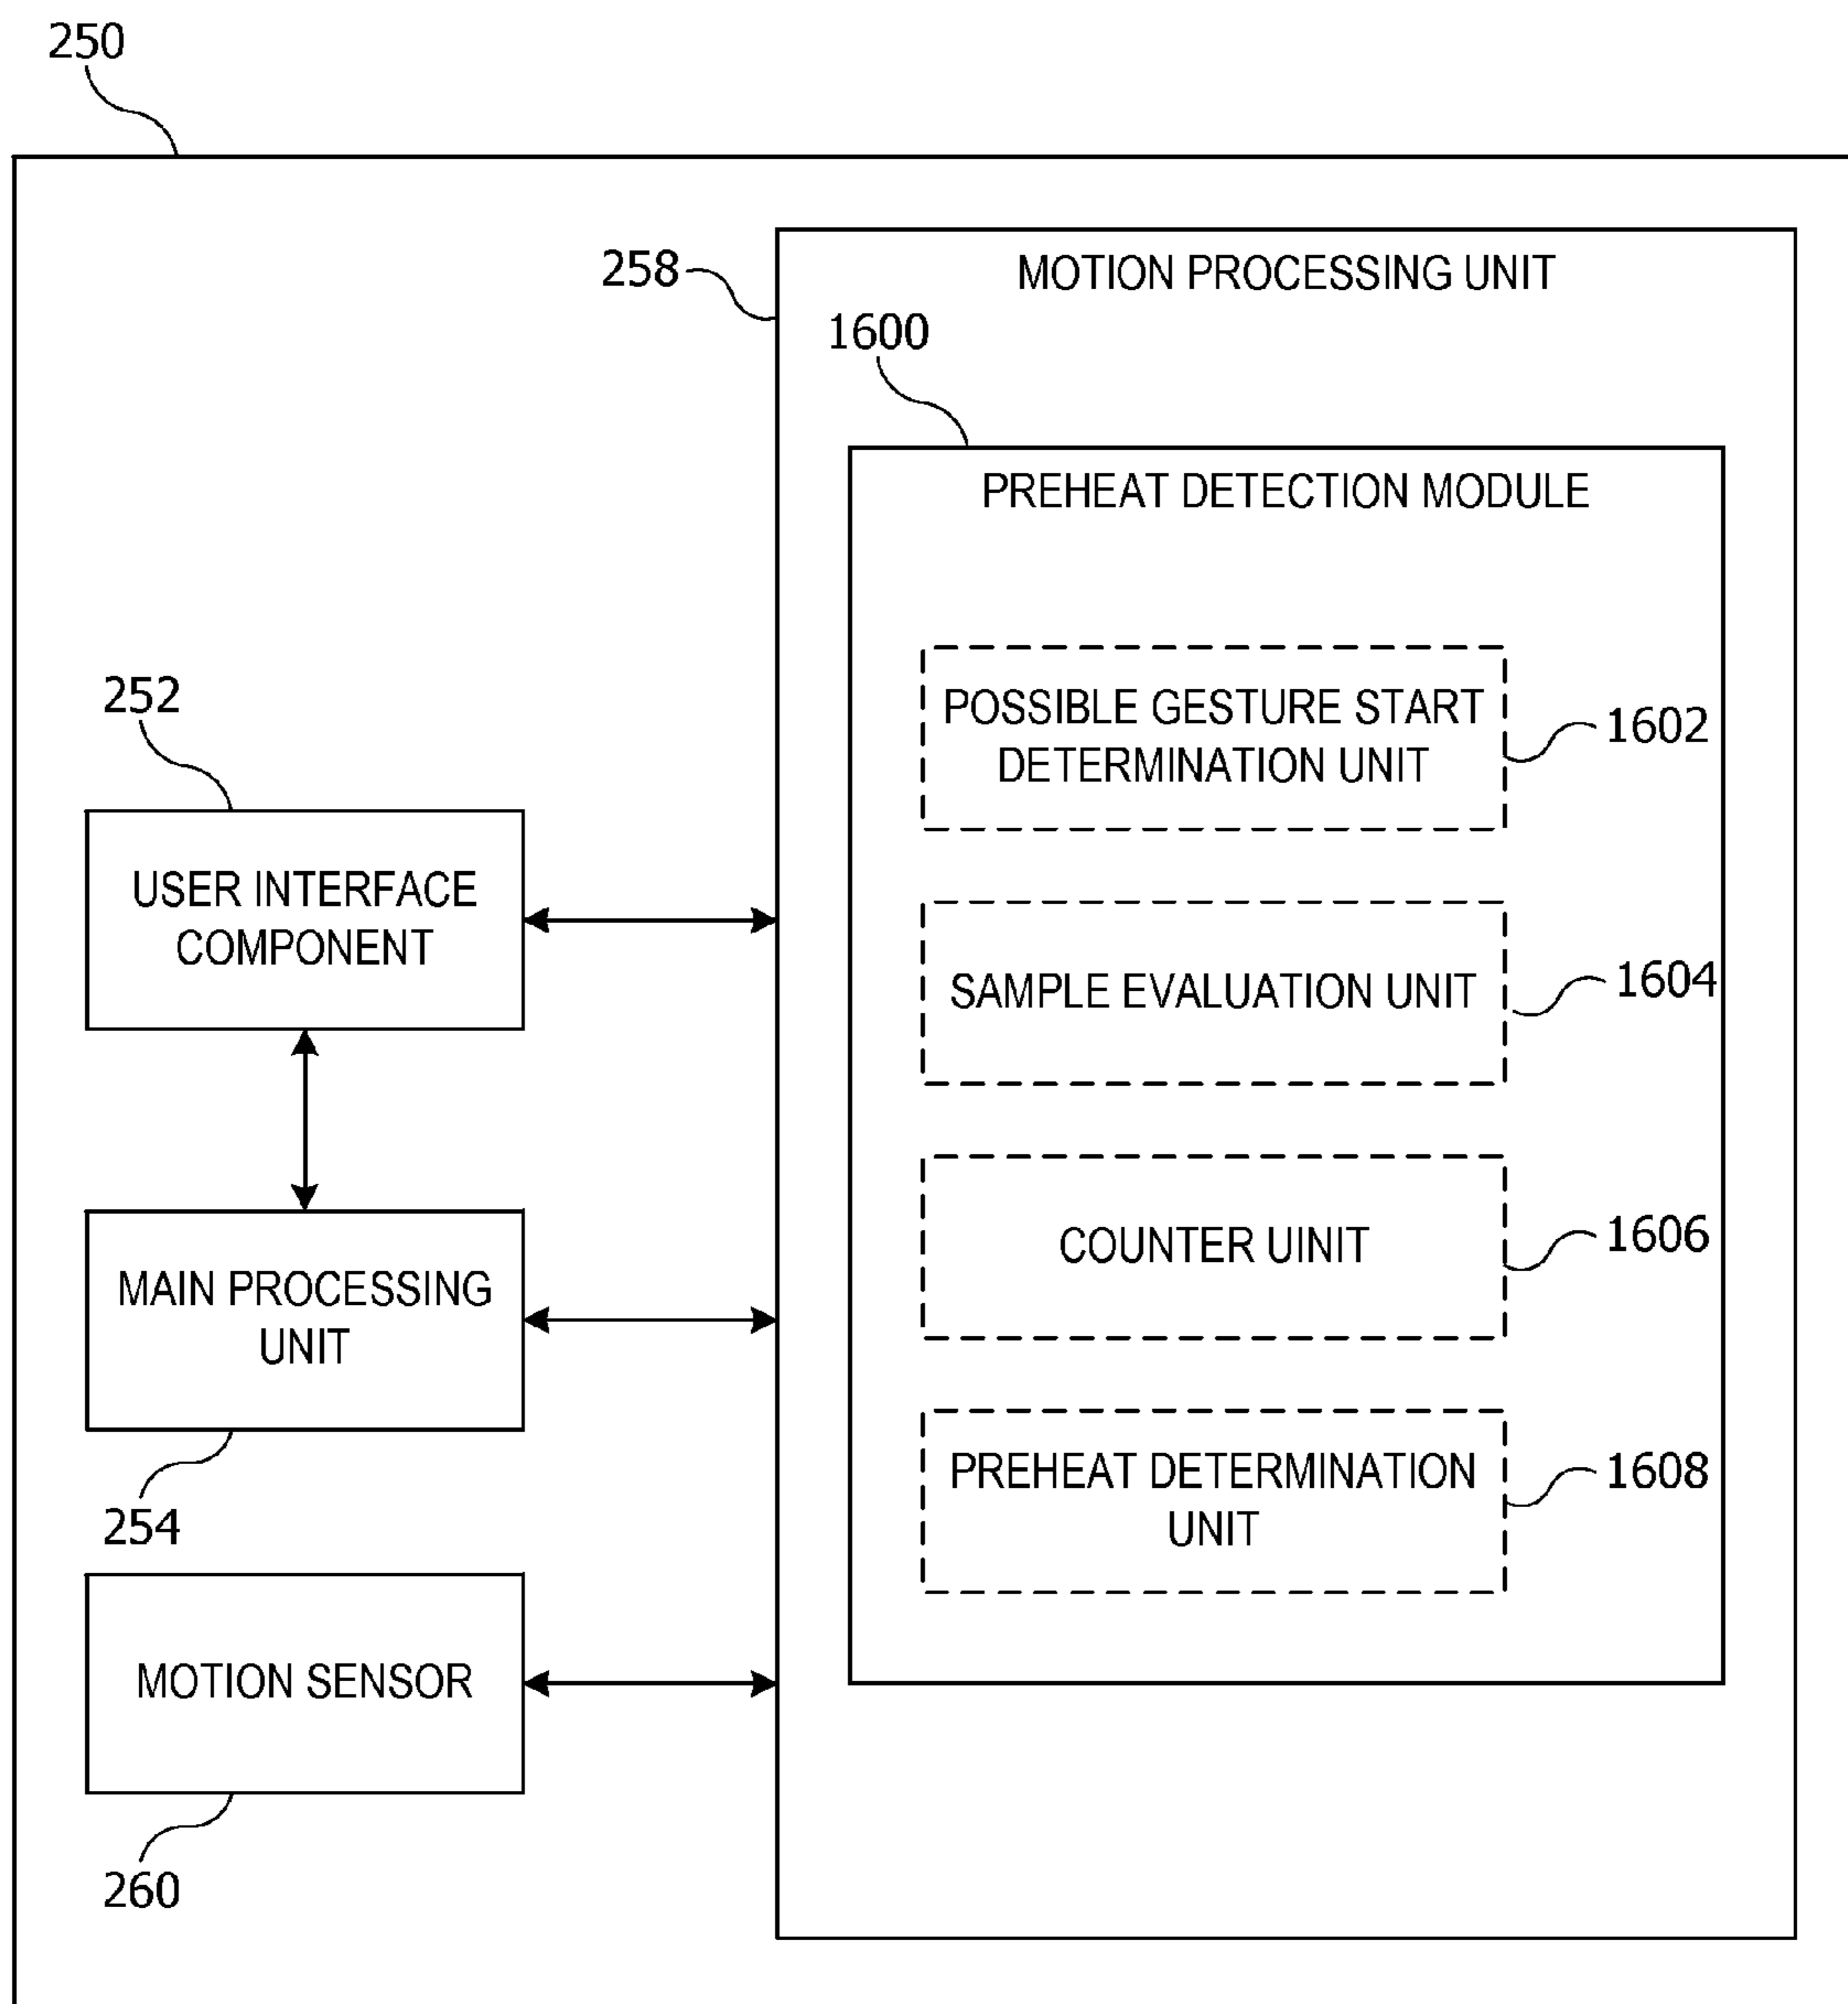 250
258
MOTION PROCESSING UNIT
1600
PREHEAT DETECTION MODULE
252
POSSIBLE GESTURE START
DETERMINATION UNIT
1602
USER INTERFACE
COMPONENT
SAMPLE EVALUATION UNIT
1604
COUNTER UINIT
1606
MAIN PROCESSING
UNIT
254
PREHEAT DETERMINATION
UNIT
1608
MOTION SENSOR
260